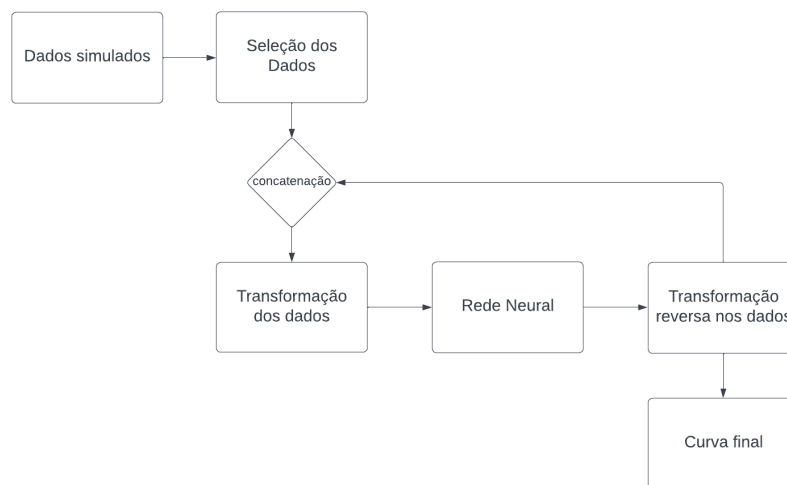 Dados simulados
Seleção dos
Dados
concatenação
Transformação
dos dados
Rede Neural
Transformação
reversa nos dados
Curva final